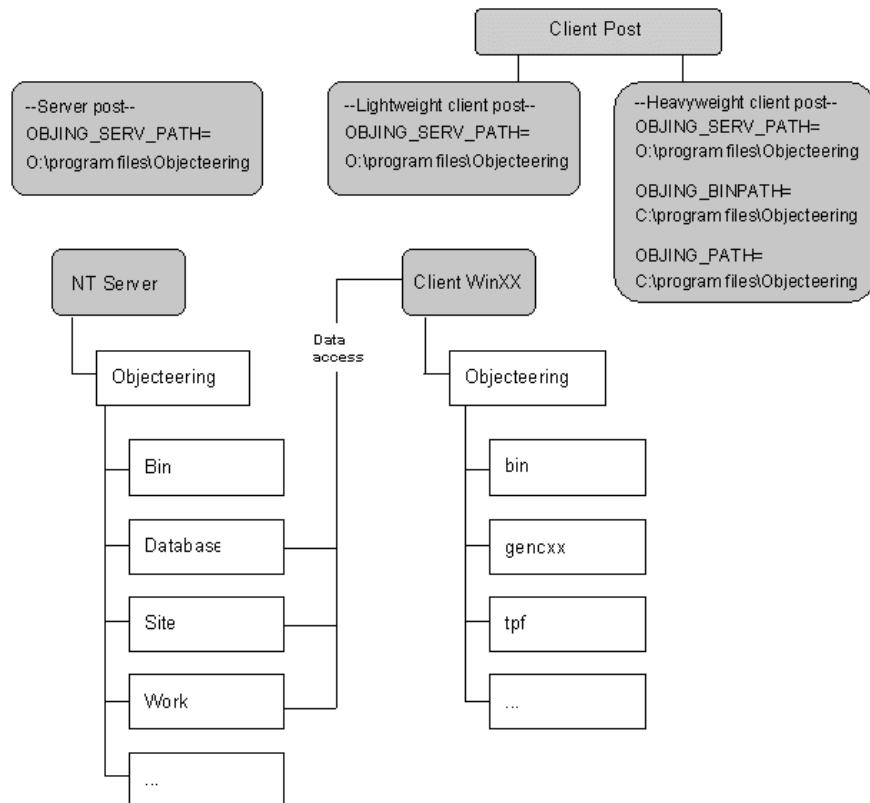 Client Post
--Server post--
OBJING_SERV_PATH=
O:\program files\Objecteering
--Lightweight client post--
OBJING_SERV_PATH=
O:\program files\Objecteering
--Heavyweight client post--
OBJING_SERV_PATH=
O:\program files\Objecteering
OBJING_BINPATH=
C:\program files\Objecteering
OBJING_PATH=
C:\program files\Objecteering
NT Server
Client WinXX
Data
access
Objecteering
Objecteering
Bin
bin
Database
gencxx
Site
tpf
Work
...
...